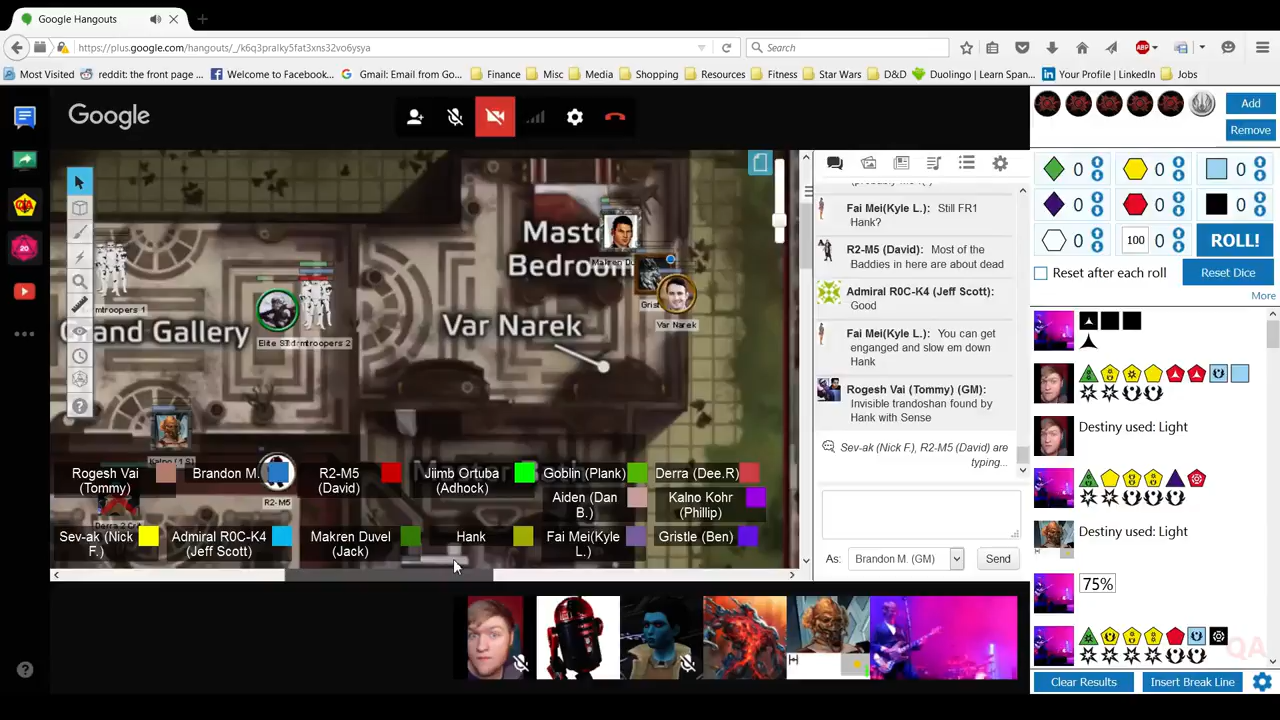 Google Hangouts
https://plus.google.com/hangouts/_/k6q3pralky5fat3xns32vo6ysya
Search
ABP
Most Visited
reddit: the front page ...
Welcome to Facebook...
Gmail: Email from Go...
Finance
Misc
Media
Shopping
Resources
Fitness
Star Wars
D&D
Duolingo | Learn Span...
Your Profile | LinkedIn
Jobs
Google
Master
Bedroom
Makren Du
Var Narek
Var Narek
Grand Gallery
mtroopers 1
R2-M5
Rogesh Vai
(Tommy)
Brandon M.
R2-M5
(David)
Jiimb Ortuba
(Adhock)
Goblin (Plank)
Derra (Dee.R)
Aiden (Dan
B.)
Kalno Kohr
(Phillip)
Sev-ak (Nick
F.)
Admiral R0C-K4
(Jeff Scott)
Makren Duvel
(Jack)
Hank
Fai Mei(Kyle
L.)
Gristle (Ben)
Fai Mei(Kyle L.): Still FR1
Hank?
R2-M5 (David): Most of the
Baddies in here are about dead
Admiral R0C-K4 (Jeff Scott):
Good
Fai Mei(Kyle L.): You can get
enganged and slow em down
Hank
Rogesh Vai (Tommy) (GM):
Invisible trandoshan found by
Hank with Sense
Sev-ak (Nick F.), R2-M5 (David) are
typing...
As:
Brandon M. (GM)
Send
Add
Remove
0
0
0
0
0
0
0
100
0
ROLL!
Reset after each roll
Reset Dice
More
Destiny used: Light
Destiny used: Light
75%
QA
Clear Results
Insert Break Line